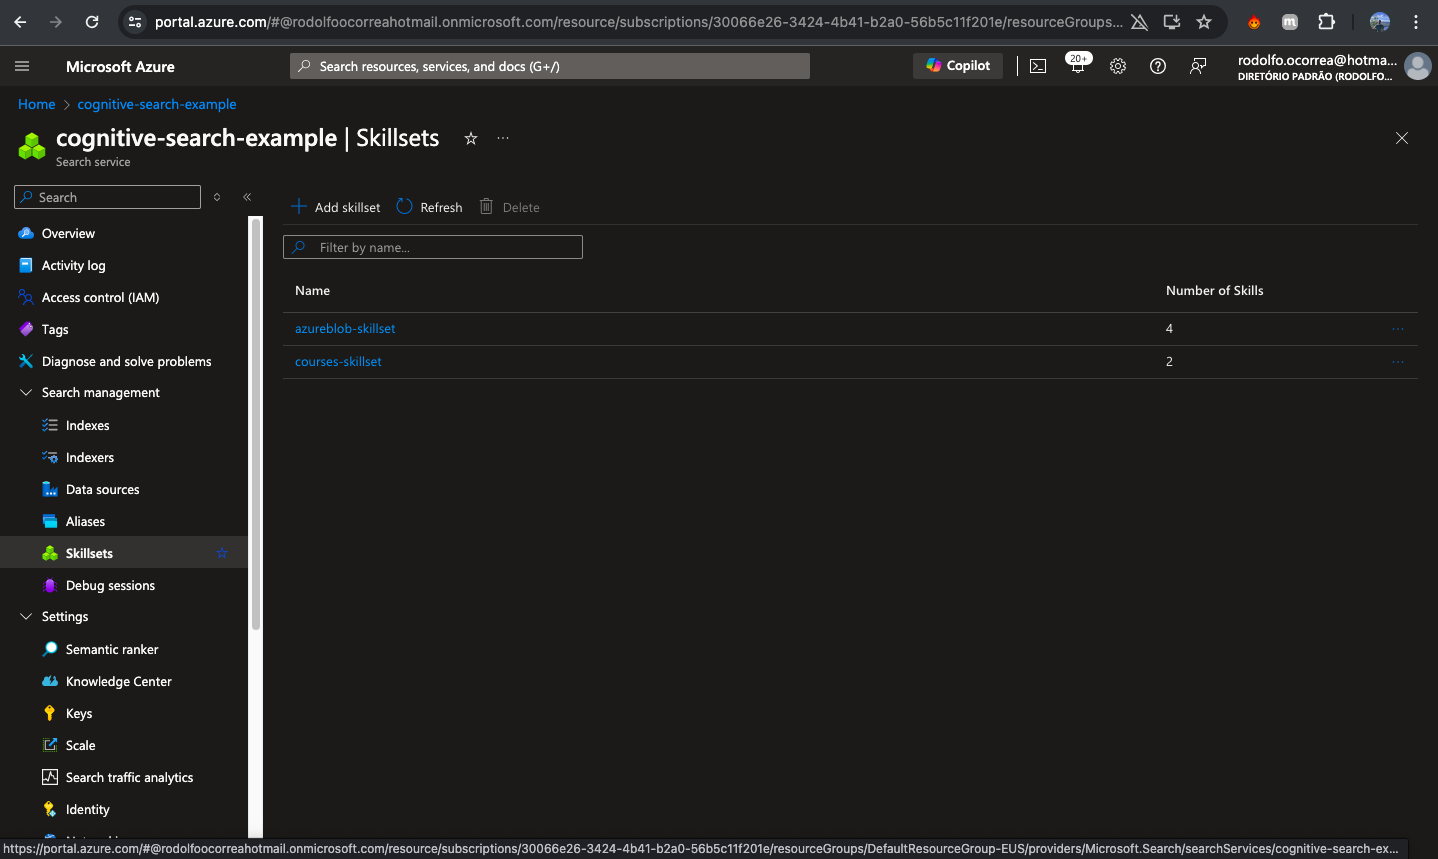 portal.azure.com/#@rodolfoocorreahotmail.onmicrosoft.com/resource/subscriptions/30066e26-3424-4b41-b2a0-56b5c11f201e/resourceGroups...
Microsoft Azure
Search resources, services, and docs (G+/)
Copilot
20+
rodolfo.ocorrea@hotma...
DIRETÓRIO PADRÃO (RODOLFO...
Home > cognitive-search-example
cognitive-search-example | Skillsets
Search service
Search
Add skillset
Refresh
Delete
Filter by name...
Name
Number of Skills
azureblob-skillset
4
courses-skillset
2
Overview
Activity log
Access control (IAM)
Tags
Diagnose and solve problems
Search management
Indexes
Indexers
Data sources
Aliases
Skillsets
Debug sessions
Settings
Semantic ranker
Knowledge Center
Keys
Scale
Search traffic analytics
Identity
https://portal.azure.com/#@rodolfoocorreahotmail.onmicrosoft.com/resource/subscriptions/30066e26-3424-4b41-b2a0-56b5c11f201e/resourceGroups/DefaultResourceGroup-EUS/providers/Microsoft.Search/searchServices/cognitive-search-ex...